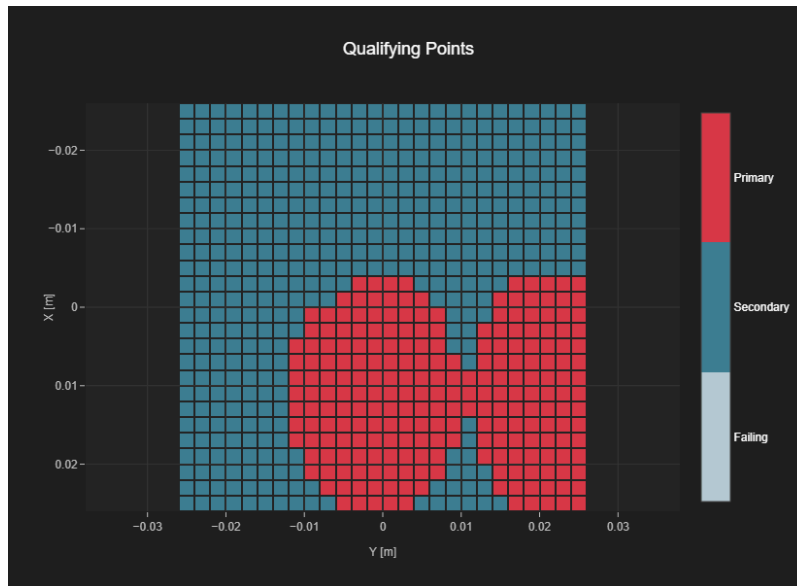 Qualifying Points
Primary
Secondary
Failing
−0.02
−0.01
0
0.01
0.02
X [m]
−0.03
−0.02
−0.01
0
0.01
0.02
0.03
Y [m]